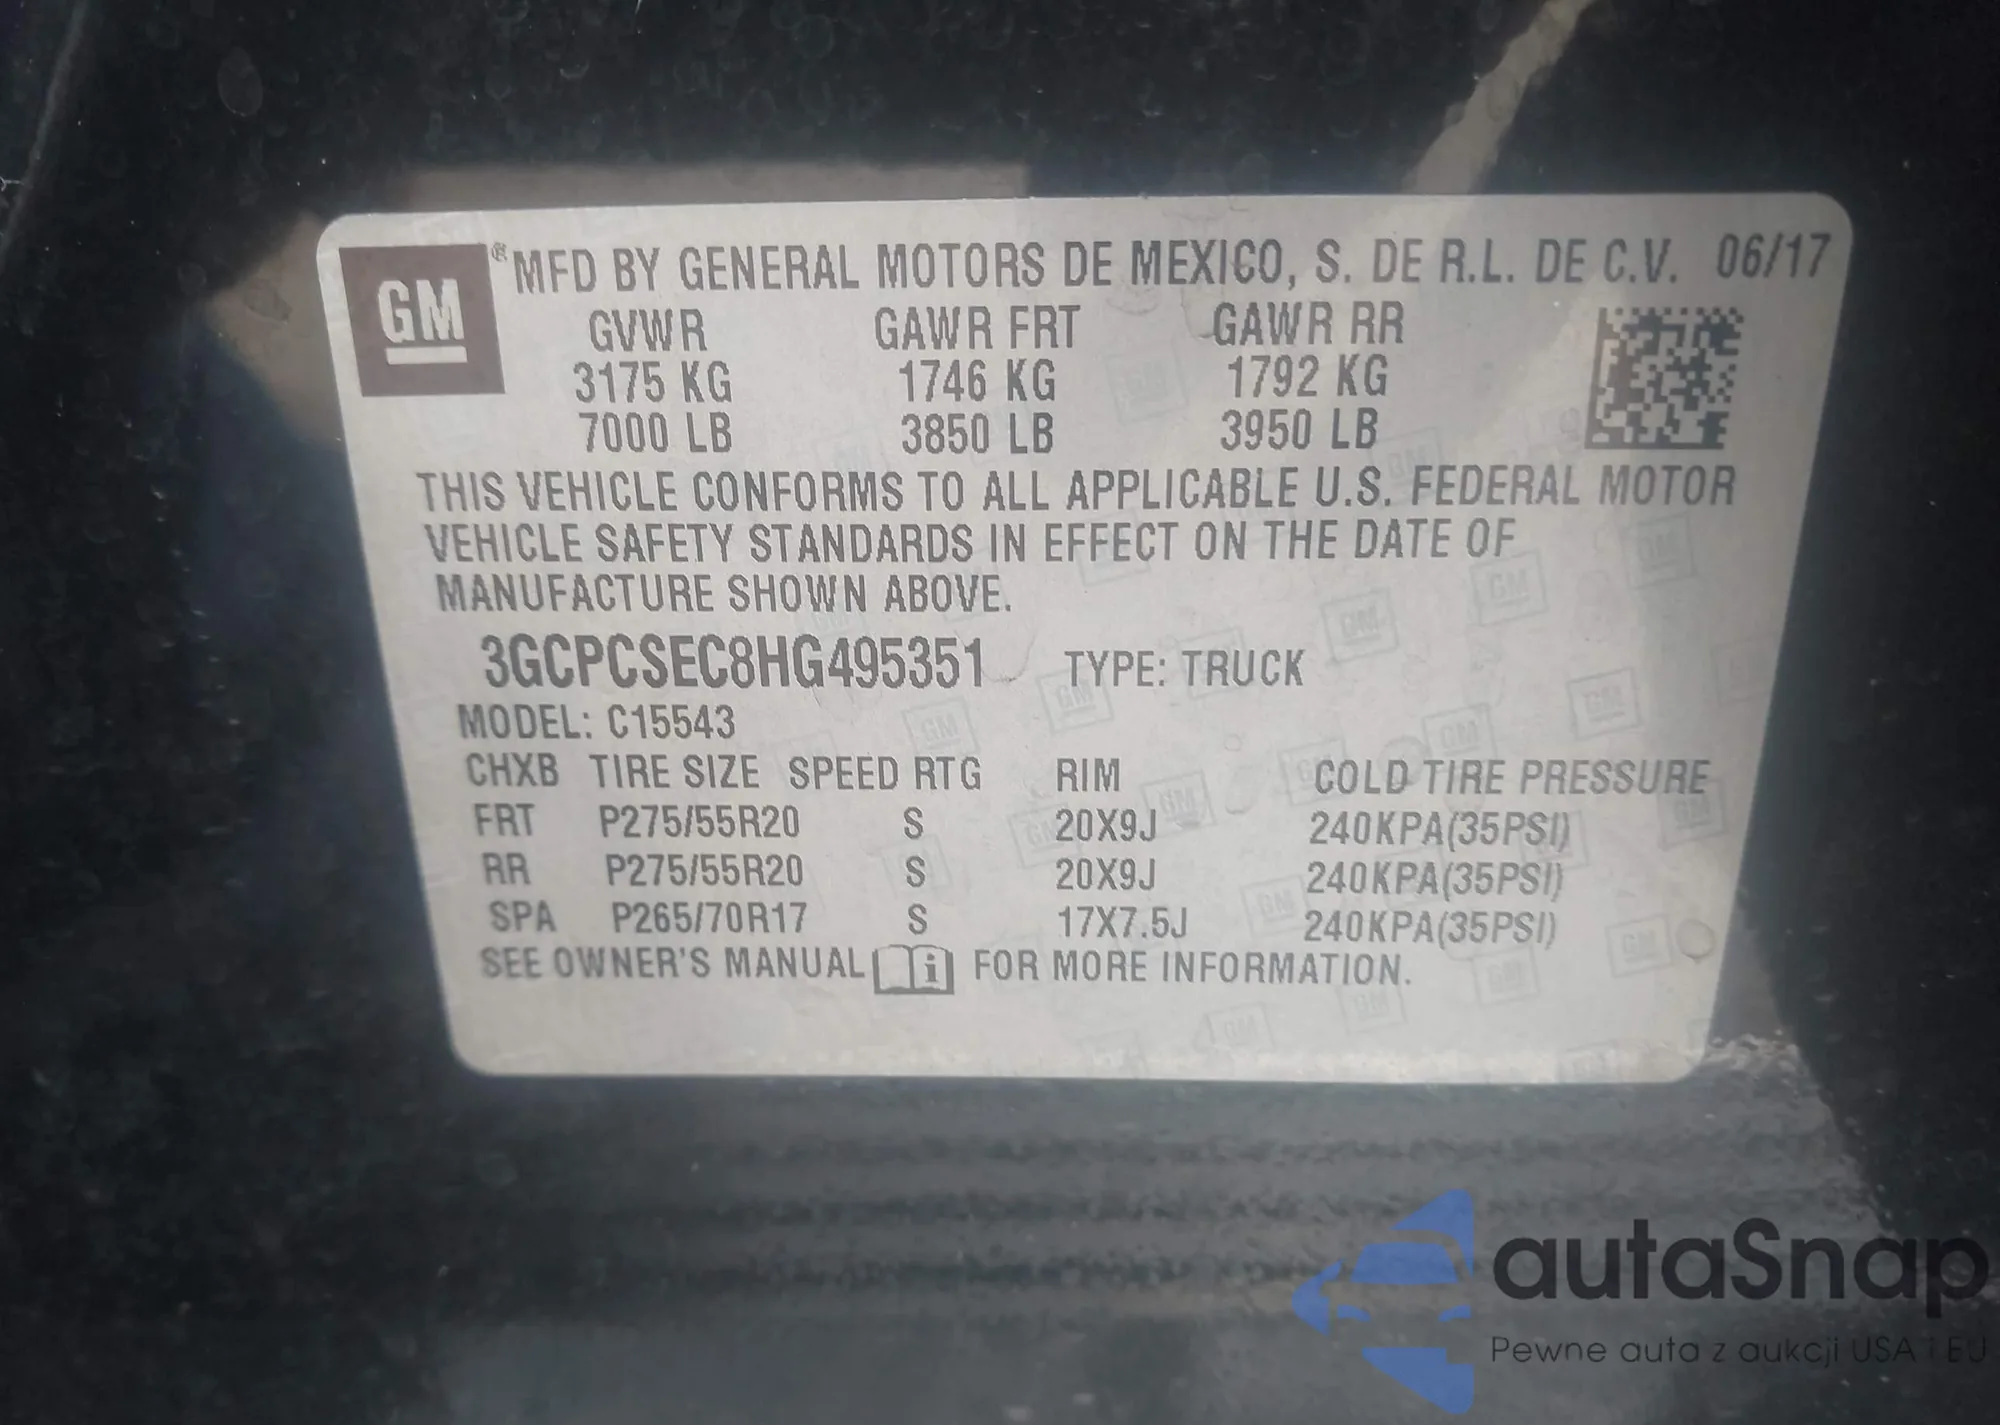 GM
® MFD BY GENERAL MOTORS DE MEXICO, S. DE R.L. DE C.V. 06/17
GVWR GAWR FRT GAWR RR
3175 KG 1746 KG 1792 KG
7000 LB 3850 LB 3950 LB
THIS VEHICLE CONFORMS TO ALL APPLICABLE U.S. FEDERAL MOTOR
VEHICLE SAFETY STANDARDS IN EFFECT ON THE DATE OF
MANUFACTURE SHOWN ABOVE.
3GCPCSEC8HG495351 TYPE: TRUCK
MODEL: C15543
CHXB TIRE SIZE SPEED RTG RIM COLD TIRE PRESSURE
FRT P275/55R20 S 20X9J 240KPA(35PSI)
RR P275/55R20 S 20X9J 240KPA(35PSI)
SPA P265/70R17 S 17X7.5J 240KPA(35PSI)
SEE OWNER'S MANUAL i FOR MORE INFORMATION.
autaSnap
Pewne auta z aukcji USA i EU